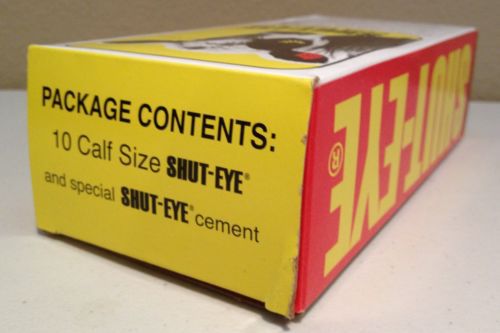 PACKAGE CONTENTS:
10 Calf Size SHUT-EYE®
and special SHUT-EYE® cement
SHUT-EYE®